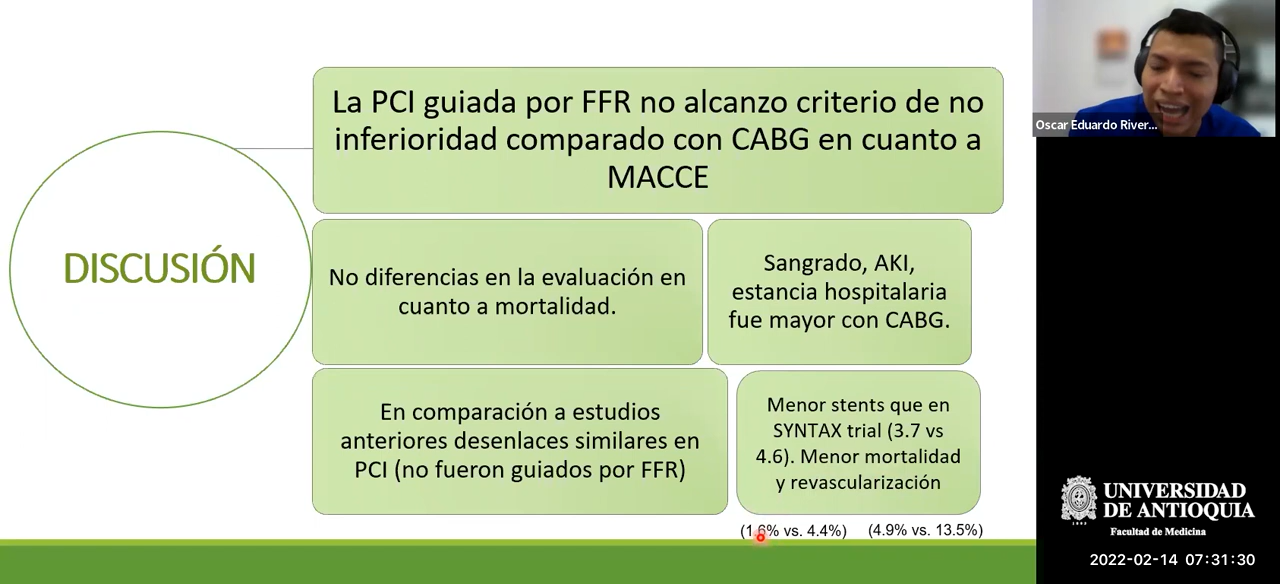 La PCI guiada por FFR no alcanzo criterio de no
inferioridad comparado con CABG en cuanto a
MACCE
DISCUSIÓN
No diferencias en la evaluación en
cuanto a mortalidad.
Sangrado, AKI,
estancia hospitalaria
fue mayor con CABG.
En comparación a estudios
anteriores desenlaces similares en
PCI (no fueron guiados por FFR)
Menor stents que en
SYNTAX trial (3.7 vs
4.6). Menor mortalidad
y revascularización
(1.6% vs. 4.4%) (4.9% vs. 13.5%)
Oscar Eduardo River...
UNIVERSIDAD
DE ANTIOQUIA
1803
Facultad de Medicina
2022-02-14 07:31:30